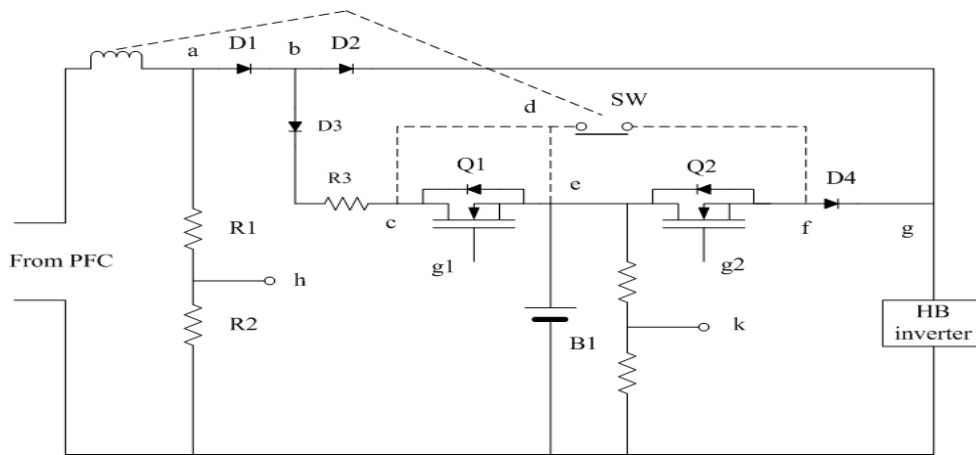 a
D1
b
D2
d
SW
D3
R3
Q1
e
Q2
D4
c
f
g
R1
From PFC
h
g1
g2
R2
B1
k
HB
inverter